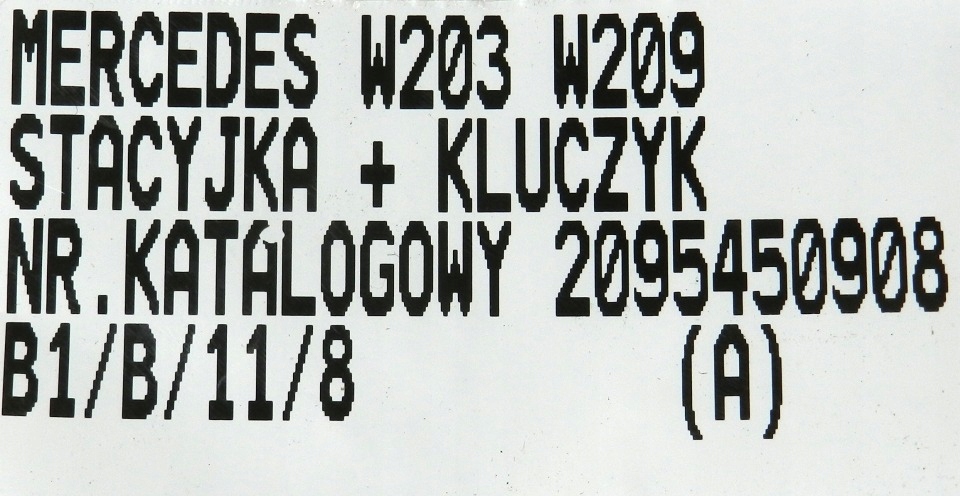 MERCEDES W203 W209
STACYJKA + KLUCZYK
NR.KATALOGOWY 2095450908
B1/B/11/8 (A)